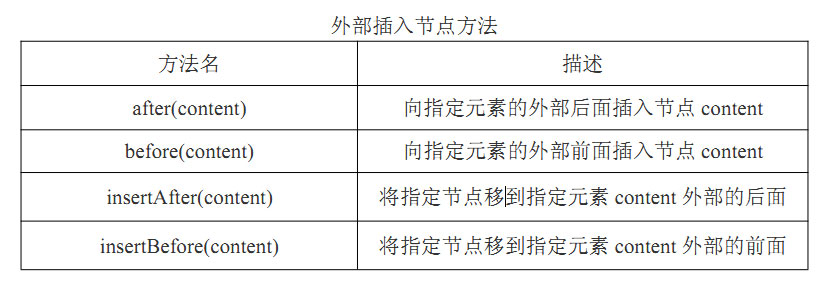 外部插入节点方法
方法名 描述
after(content) 向指定元素的外部后面插入节点 content
before(content) 向指定元素的外部前面插入节点 content
insertAfter(content) 将指定节点移到指定元素 content 外部的后面
insertBefore(content) 将指定节点移到指定元素 content 外部的前面